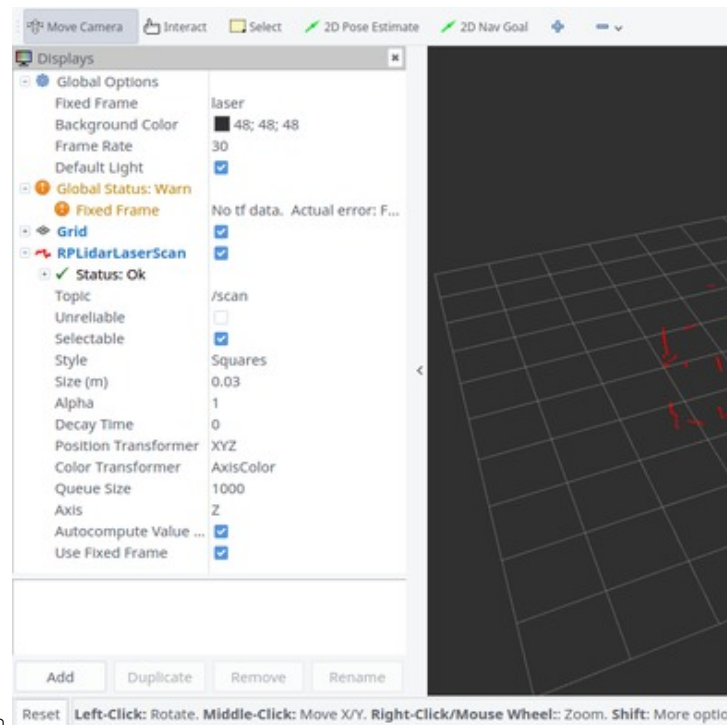 Move Camera Interact Select 2D Pose Estimate 2D Nav Goal
Displays
Global Options
Fixed Frame laser
Background Color 48; 48; 48
Frame Rate 30
Default Light
Global Status: Warn
Fixed Frame No tf data. Actual error: F...
Grid
RPLidarLaserScan
Status: Ok
Topic /scan
Unreliable
Selectable
Style Squares
Size (m) 0.03
Alpha 1
Decay Time 0
Position Transformer XYZ
Color Transformer AxisColor
Queue Size 1000
Axis Z
Autocompute Value ...
Use Fixed Frame
Add Duplicate Remove Rename
Reset Left-Click: Rotate. Middle-Click: Move X/Y. Right-Click/Mouse Wheel:: Zoom. Shift: More